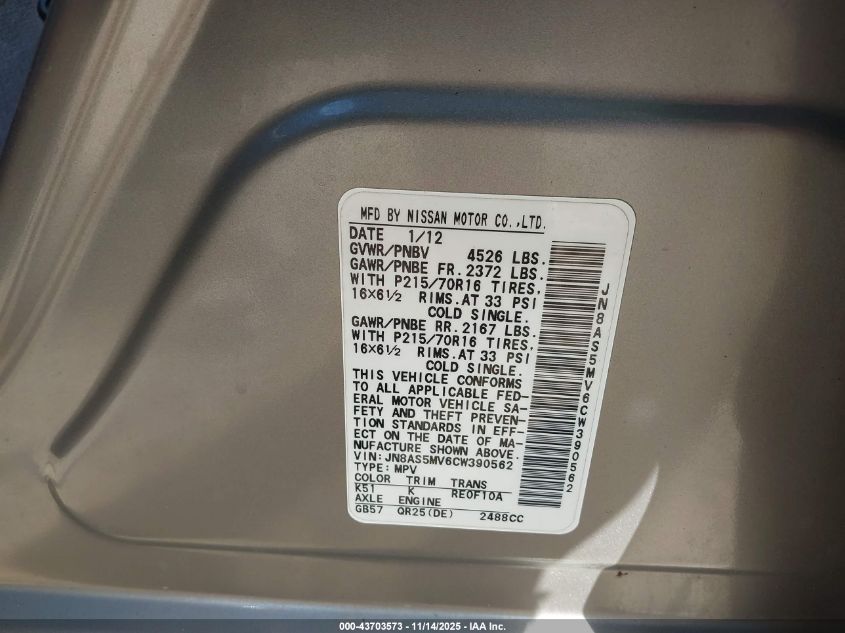 MFD BY NISSAN MOTOR CO.,LTD.
DATE 1/12
GVWR/PNBV 4526 LBS.
GAWR/PNBE FR. 2372 LBS.
WITH P215/70R16 TIRES,
16×6½ RIMS.AT 33 PSI
COLD SINGLE.
GAWR/PNBE RR. 2167 LBS.
WITH P215/70R16 TIRES,
16×6½ RIMS.AT 33 PSI
COLD SINGLE.
THIS VEHICLE CONFORMS
TO ALL APPLICABLE FED-
ERAL MOTOR VEHICLE SA-
FETY AND THEFT PREVEN-
TION STANDARDS IN EFF-
ECT ON THE DATE OF MA-
NUFACTURE SHOWN ABOVE.
VIN: JN8AS5MV6CW390562
TYPE: MPV
COLOR TRIM TRANS
K51 K RE0F10A
AXLE ENGINE
GB57 QR25(DE) 2488CC
JN8AS5MV6CW390562
000-43703573 - 11/14/2025 - IAA Inc.